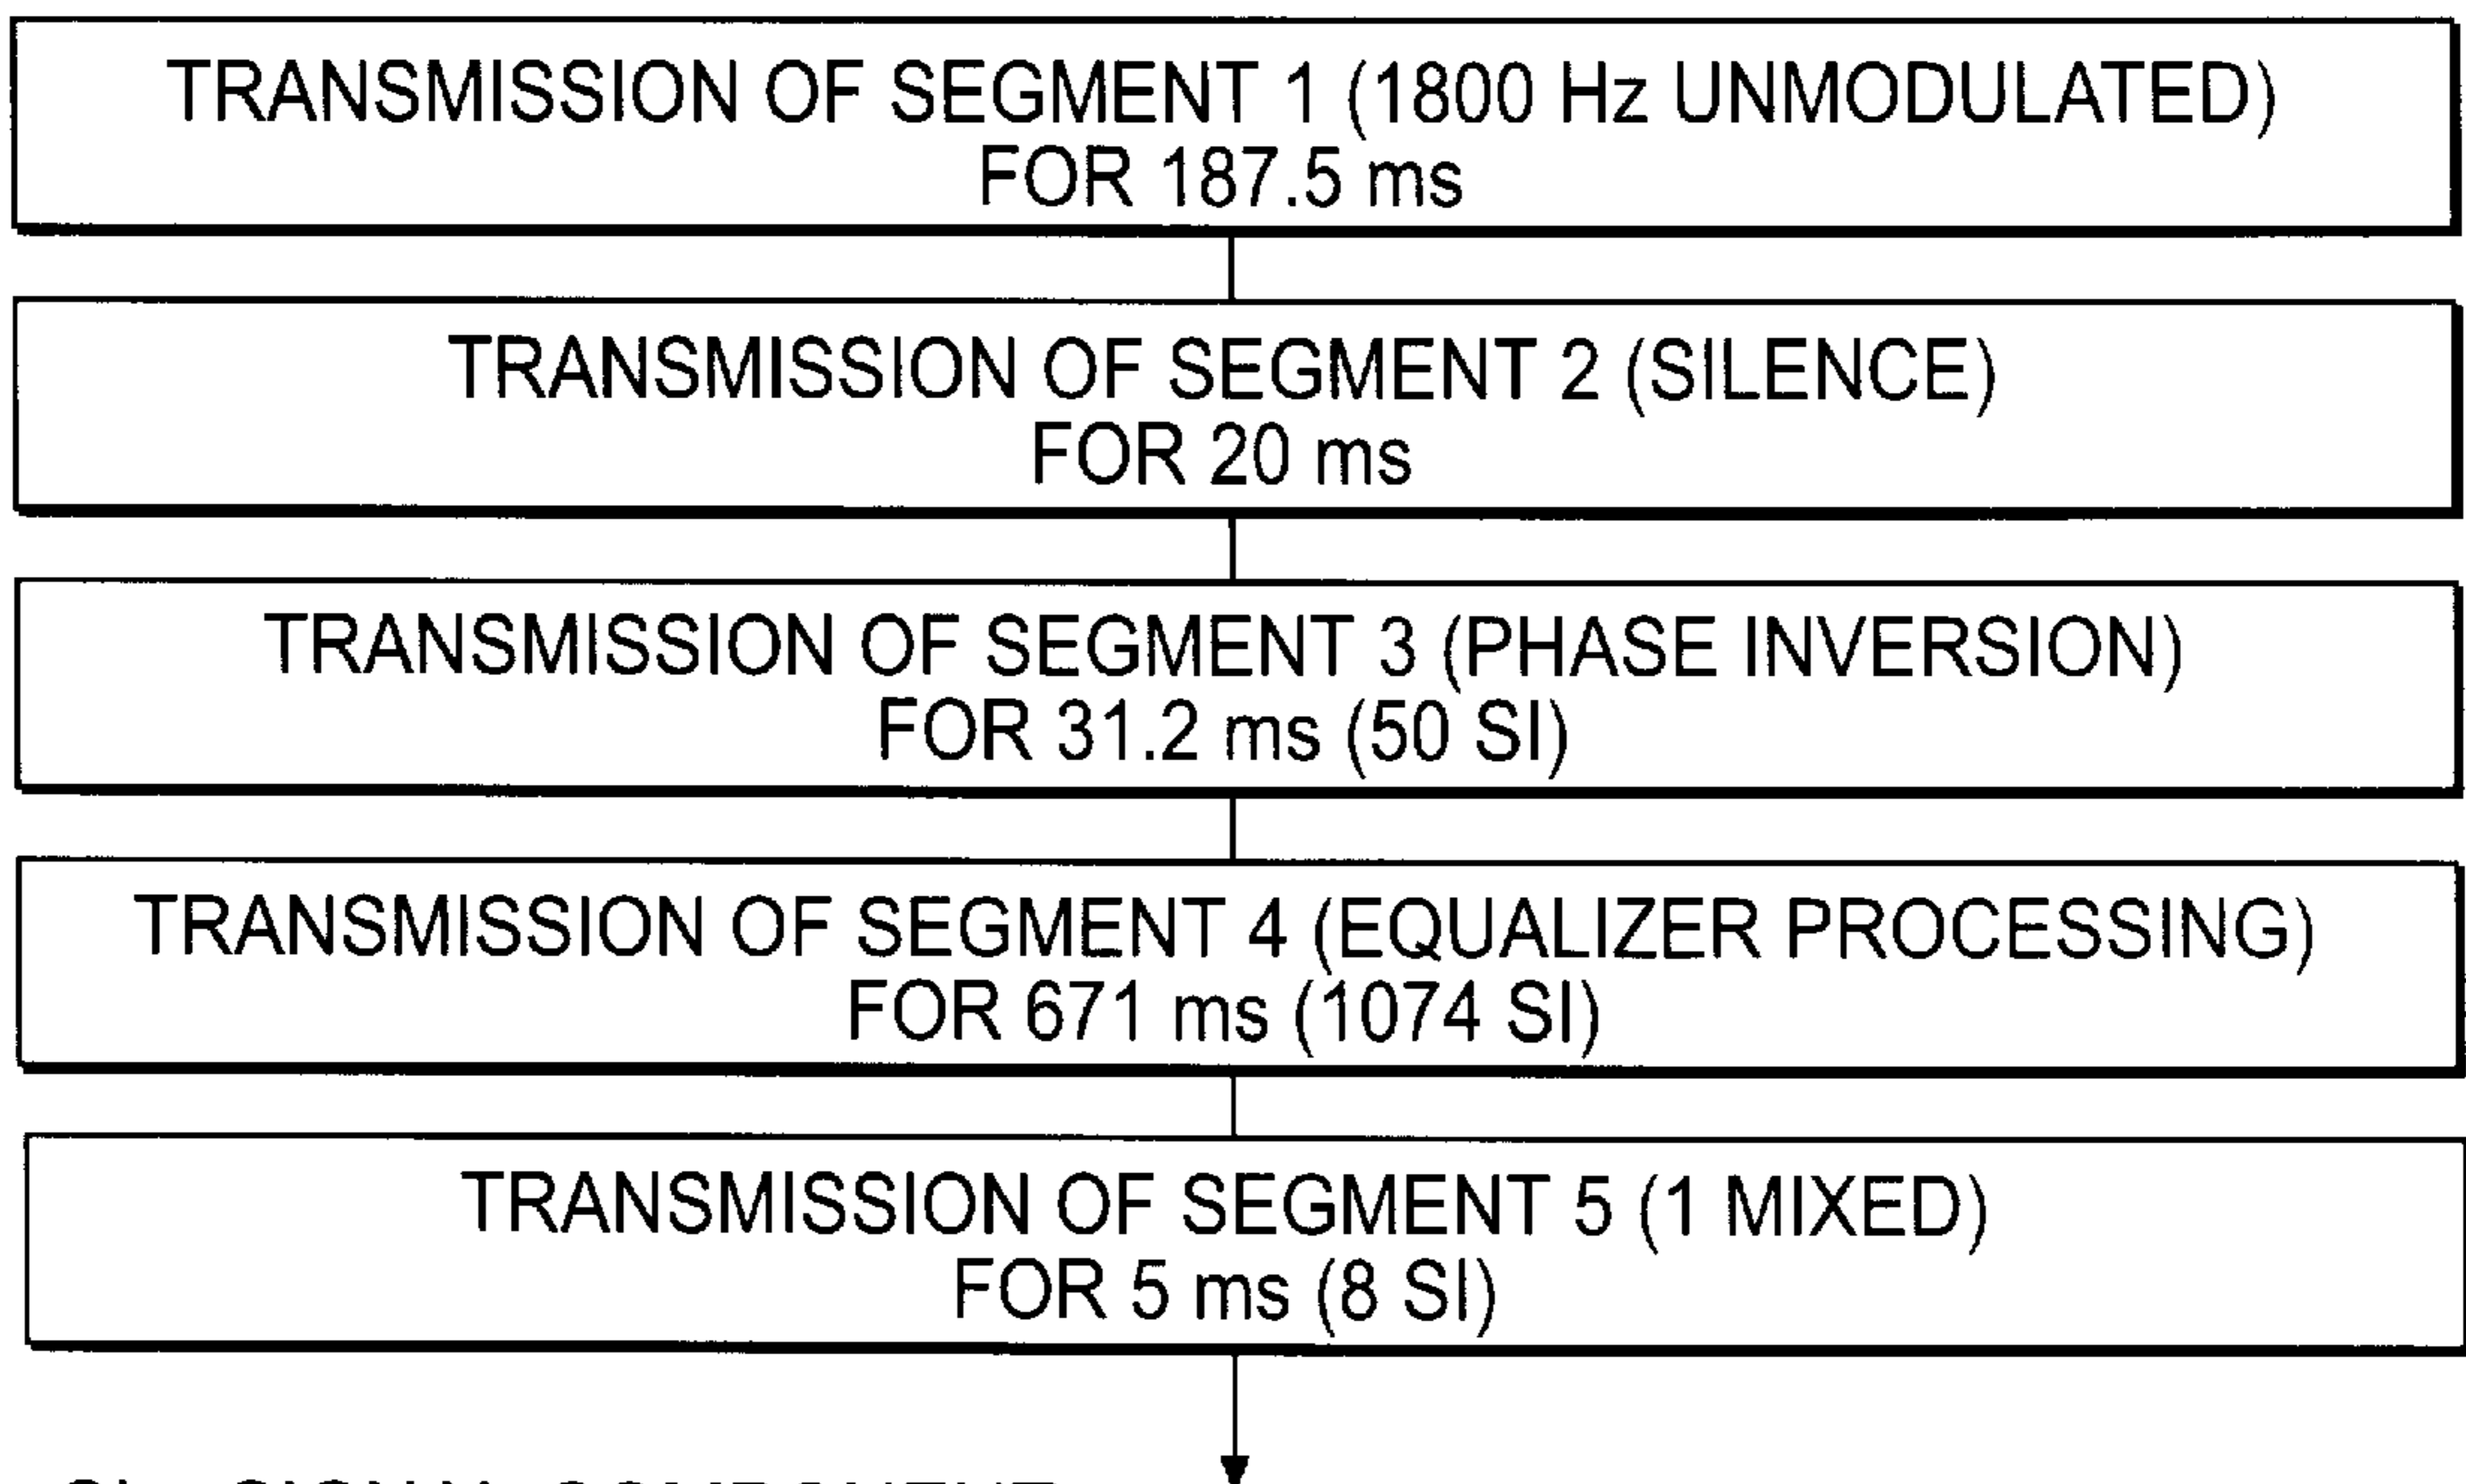 TRANSMISSION OF SEGMENT 1 (1800 Hz UNMODULATED)
FOR 187.5 ms
TRANSMISSION OF SEGMENT 2 (SILENCE)
FOR 20 ms
TRANSMISSION OF SEGMENT 3 (PHASE INVERSION)
FOR 31.2 ms (50 SI)
TRANSMISSION OF SEGMENT 4 (EQUALIZER PROCESSING)
FOR 671 ms (1074 SI)
TRANSMISSION OF SEGMENT 5 (1 MIXED)
FOR 5 ms (8 SI)